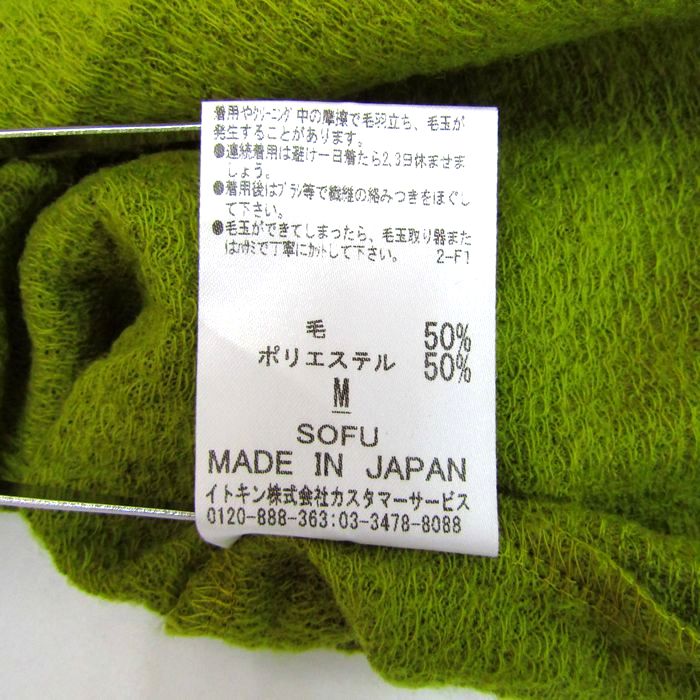 着用やｸﾘｰﾆﾝｸﾞ中の摩擦で毛羽立ち、毛玉が
発生することがあります。
●連続着用は避け一日着たら2,3日休ませま
しょう。
●着用後はﾌﾞﾗｼ等で繊維の絡みつきをほぐし
て下さい。
●毛玉ができてしまったら、毛玉取り器また
はﾊｻﾐで丁寧にｶｯﾄして下さい。 2-F1
毛 50%
ポリエステル 50%
M
SOFU
MADE IN JAPAN
イトキン株式会社カスタマーサービス
0120-888-363:03-3478-8088